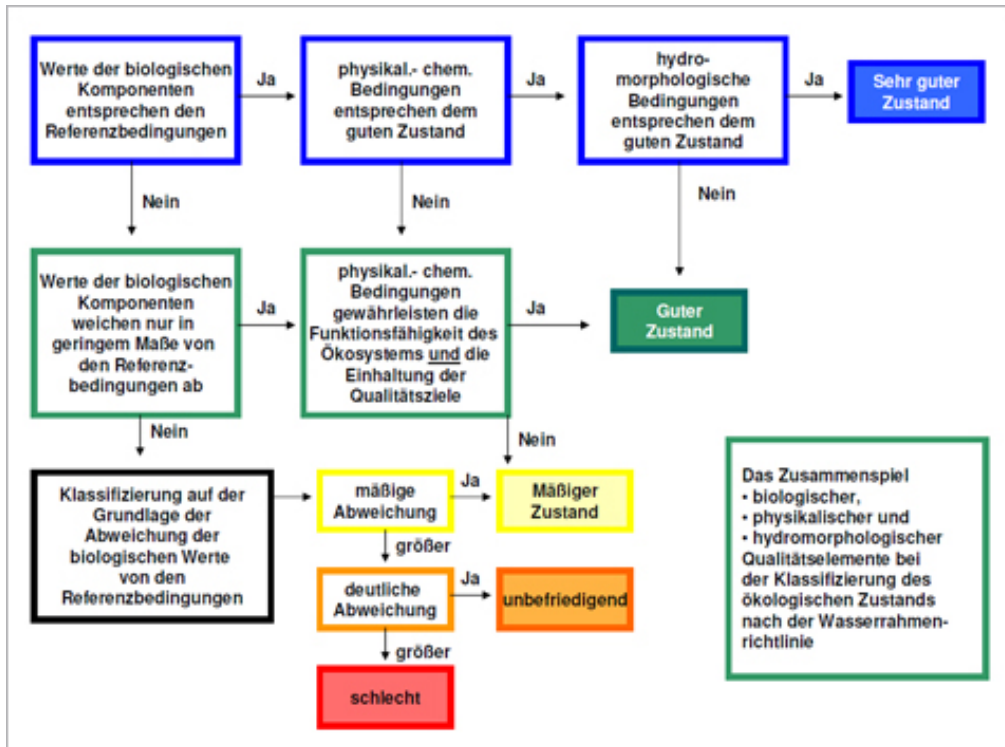 Werte der biologischen
Komponenten
entsprechen den
Referenzbedingungen
Ja
physikal.- chem.
Bedingungen
entsprechen dem
guten Zustand
Ja
hydro-
morphologische
Bedingungen
entsprechen dem
guten Zustand
Ja
Sehr guter
Zustand
Nein
Nein
Nein
Werte der biologischen
Komponenten
weichen nur in
geringem Maße von
den Referenz-
bedingungen ab
Ja
physikal.- chem.
Bedingungen
gewährleisten die
Funktionsfähigkeit des
Ökosystems und die
Einhaltung der
Qualitätsziele
Ja
Guter
Zustand
Nein
Nein
Klassifizierung auf der
Grundlage der
Abweichung der
biologischen Werte
von den
Referenzbedingungen
mäßige
Abweichung
Ja
Mäßiger
Zustand
größer
deutliche
Abweichung
Ja
unbefriedigend
größer
schlecht
Das Zusammenspiel
• biologischer,
• physikalischer und
• hydromorphologischer
Qualitätselemente bei
der Klassifizierung des
ökologischen Zustands
nach der Wasserrahmen-
richtlinie